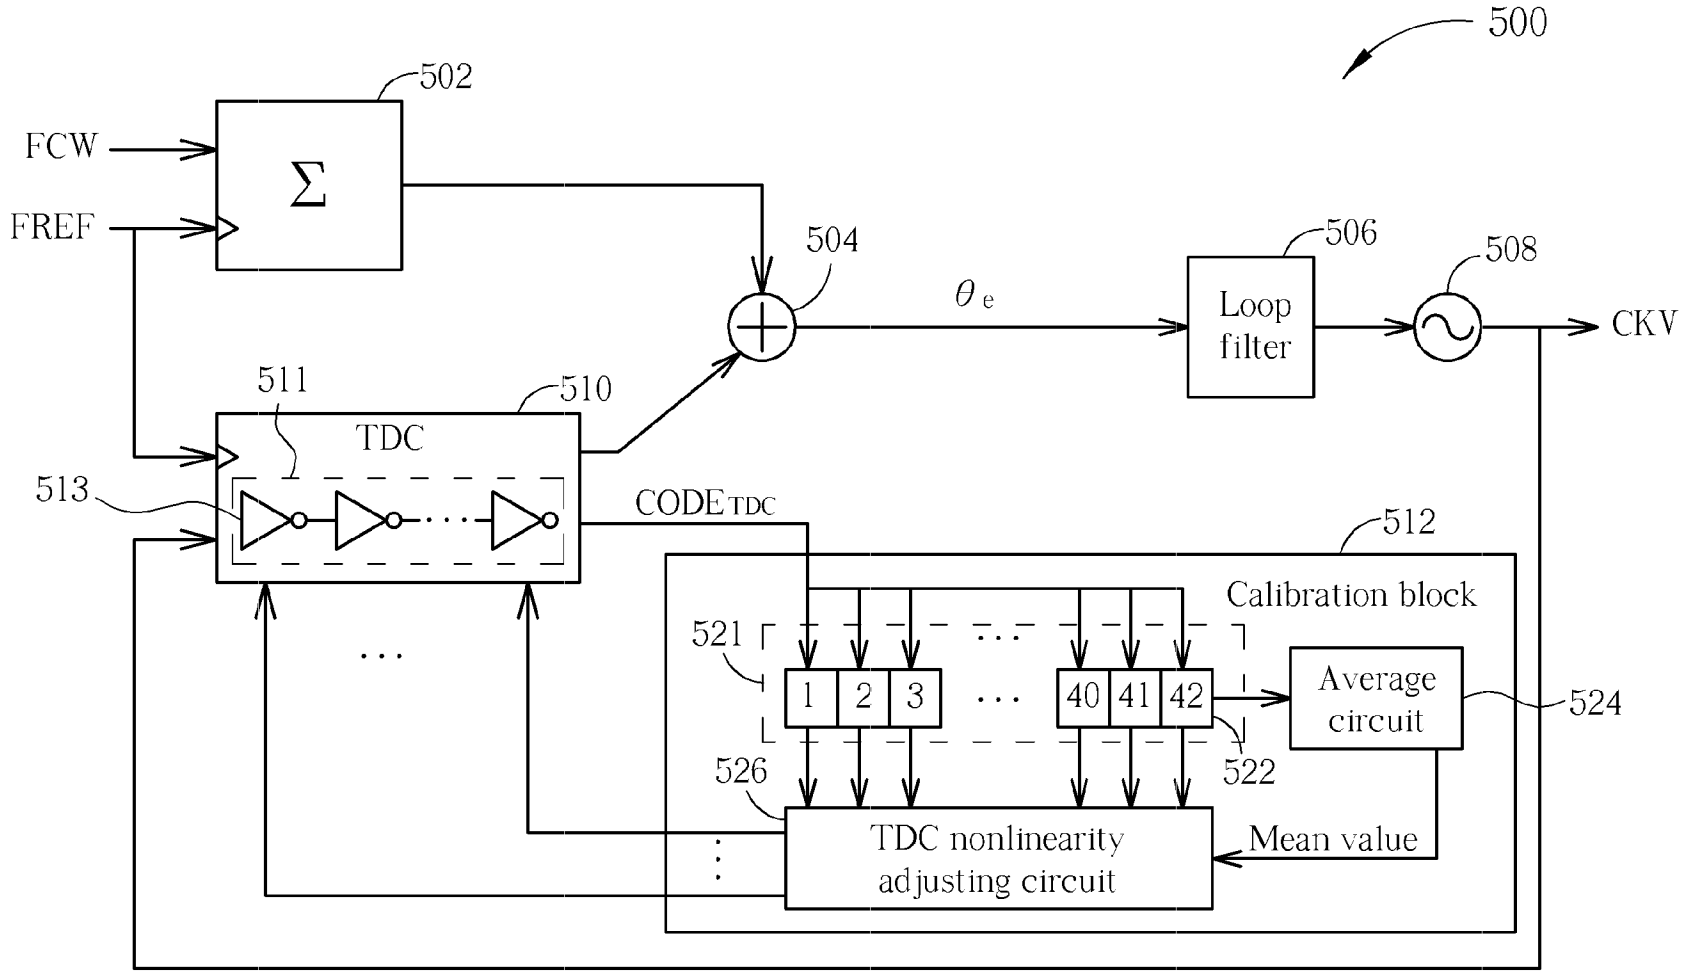 500
502
FCW
Σ
FREF
504
506
508
θe
Loop
filter
CKV
511
510
TDC
513
CODETDC
512
Calibration block
521
...
1 2 3 ... 40 41 42
Average
circuit
524
...
526
522
TDC nonlinearity
adjusting circuit
Mean value